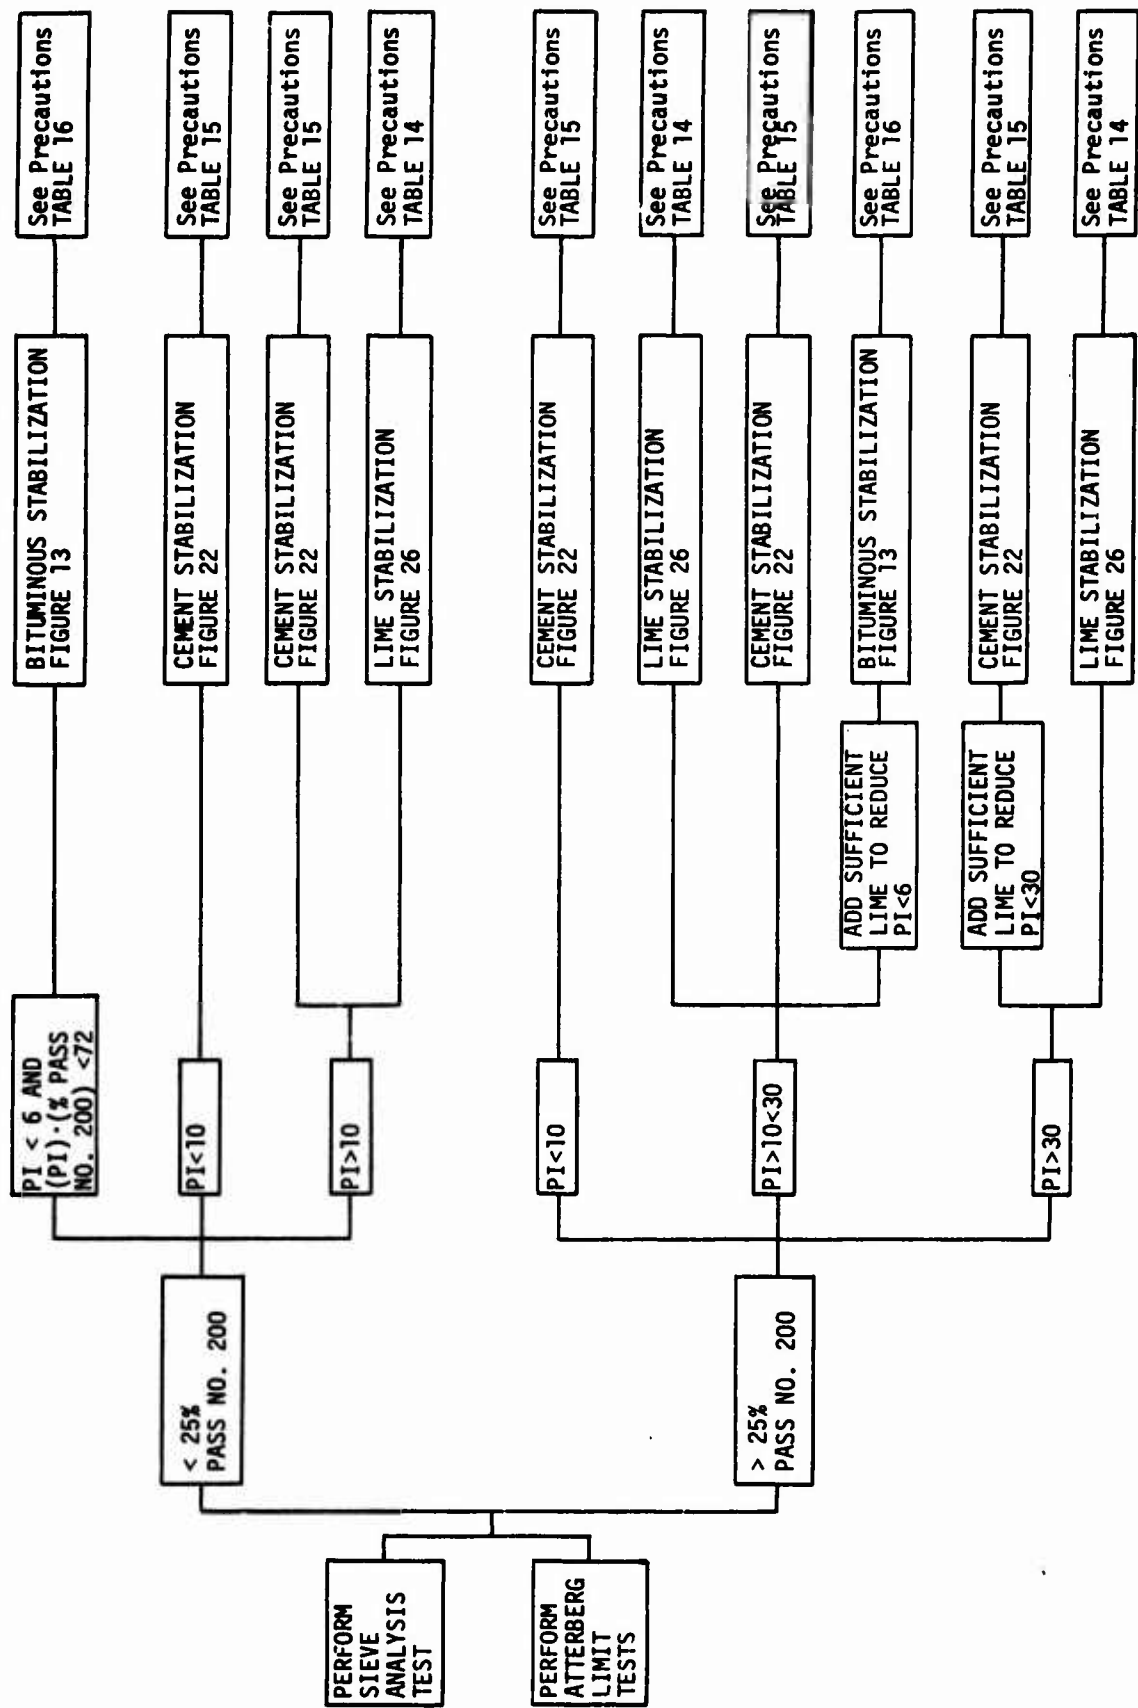 PERFORM
SIEVE
ANALYSIS
TEST
PERFORM
ATTERBERG
LIMIT
TESTS
< 25%
PASS NO. 200
> 25%
PASS NO. 200
PI < 6 AND
(PI)·(% PASS
NO. 200) <72
PI<10
PI>10
PI<10
PI>10<30
PI>30
ADD SUFFICIENT
LIME TO REDUCE
PI<6
ADD SUFFICIENT
LIME TO REDUCE
PI<30
BITUMINOUS STABILIZATION
FIGURE 13
CEMENT STABILIZATION
FIGURE 22
CEMENT STABILIZATION
FIGURE 22
LIME STABILIZATION
FIGURE 26
CEMENT STABILIZATION
FIGURE 22
LIME STABILIZATION
FIGURE 26
CEMENT STABILIZATION
FIGURE 22
BITUMINOUS STABILIZATION
FIGURE 13
CEMENT STABILIZATION
FIGURE 22
LIME STABILIZATION
FIGURE 26
See Precautions
TABLE 16
See Precautions
TABLE 15
See Precautions
TABLE 15
See Precautions
TABLE 14
See Precautions
TABLE 15
See Precautions
TABLE 14
See Precautions
TABLE 15
See Precautions
TABLE 16
See Precautions
TABLE 15
See Precautions
TABLE 14